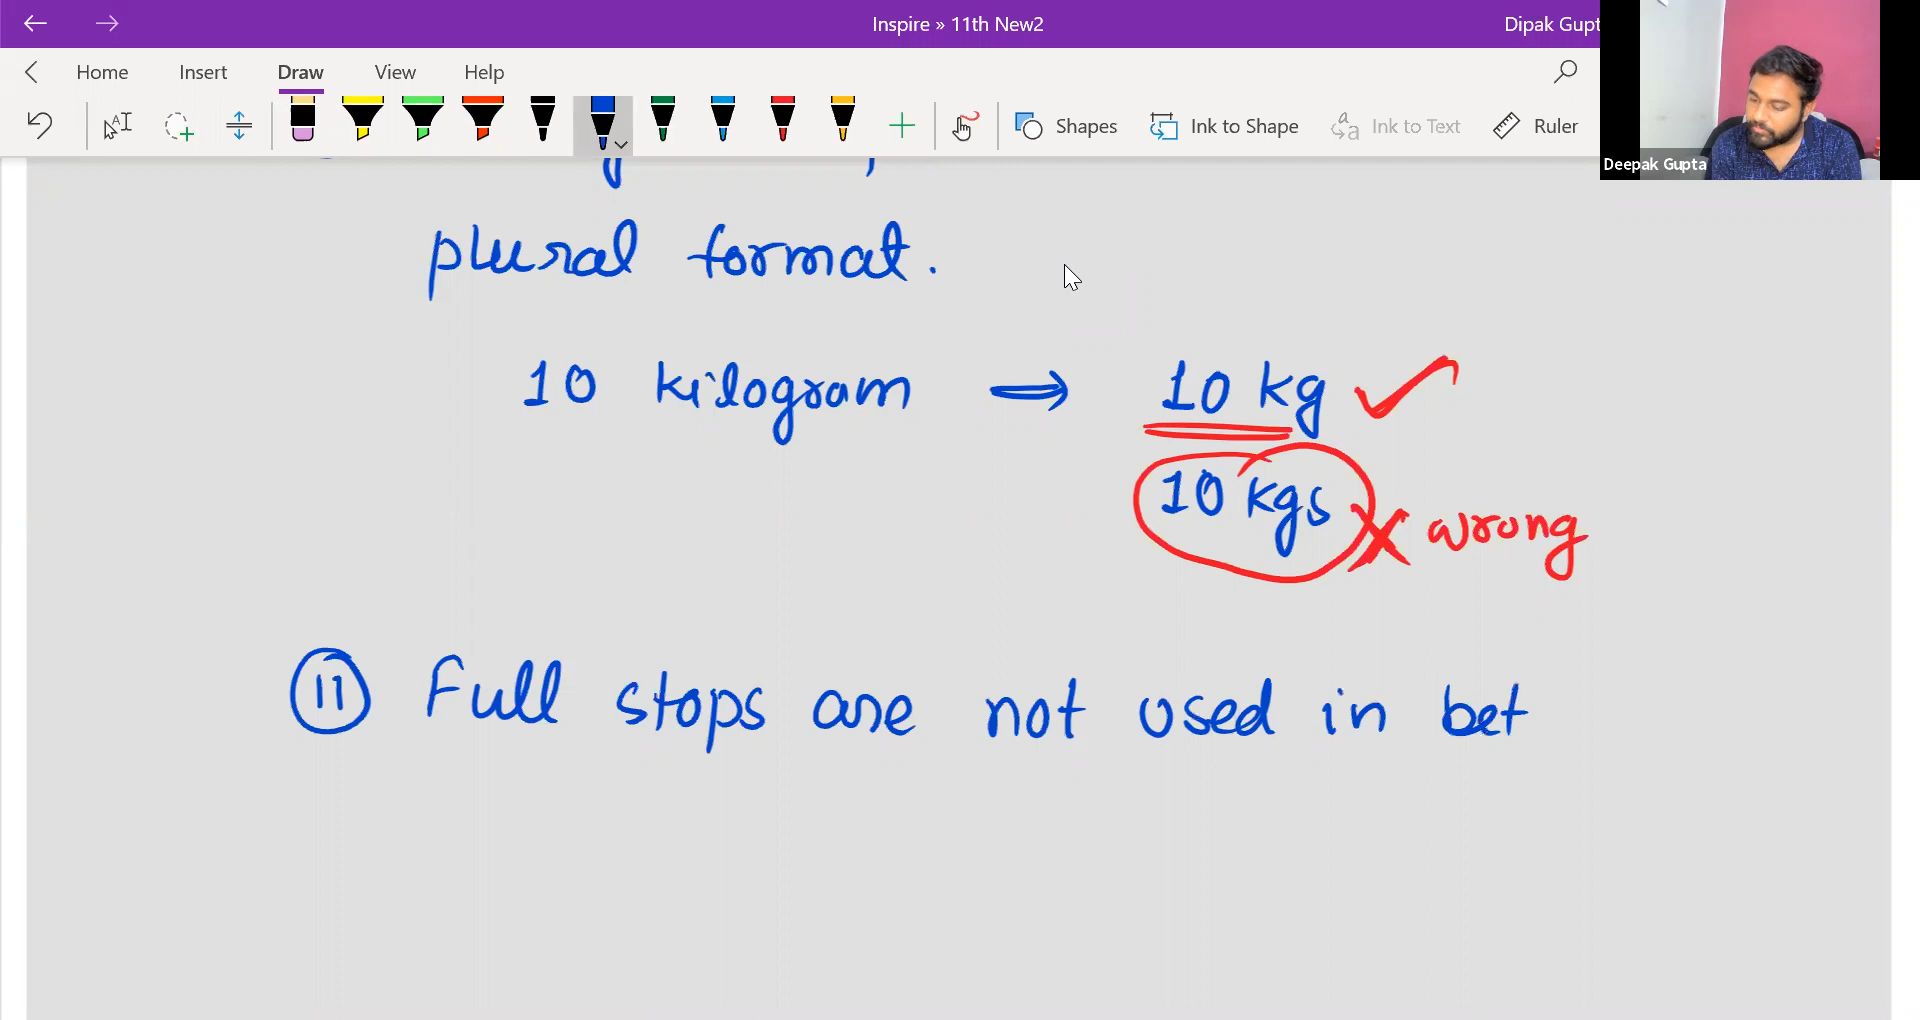 Inspire » 11th New2
Dipak Gupt
Home Insert Draw View Help
Shapes Ink to Shape Ink to Text Ruler
Deepak Gupta
plural format.
10 kilogram ⇒ 10 kg ✓
10 kgs ✗ wrong
11 Full stops are not used in bet